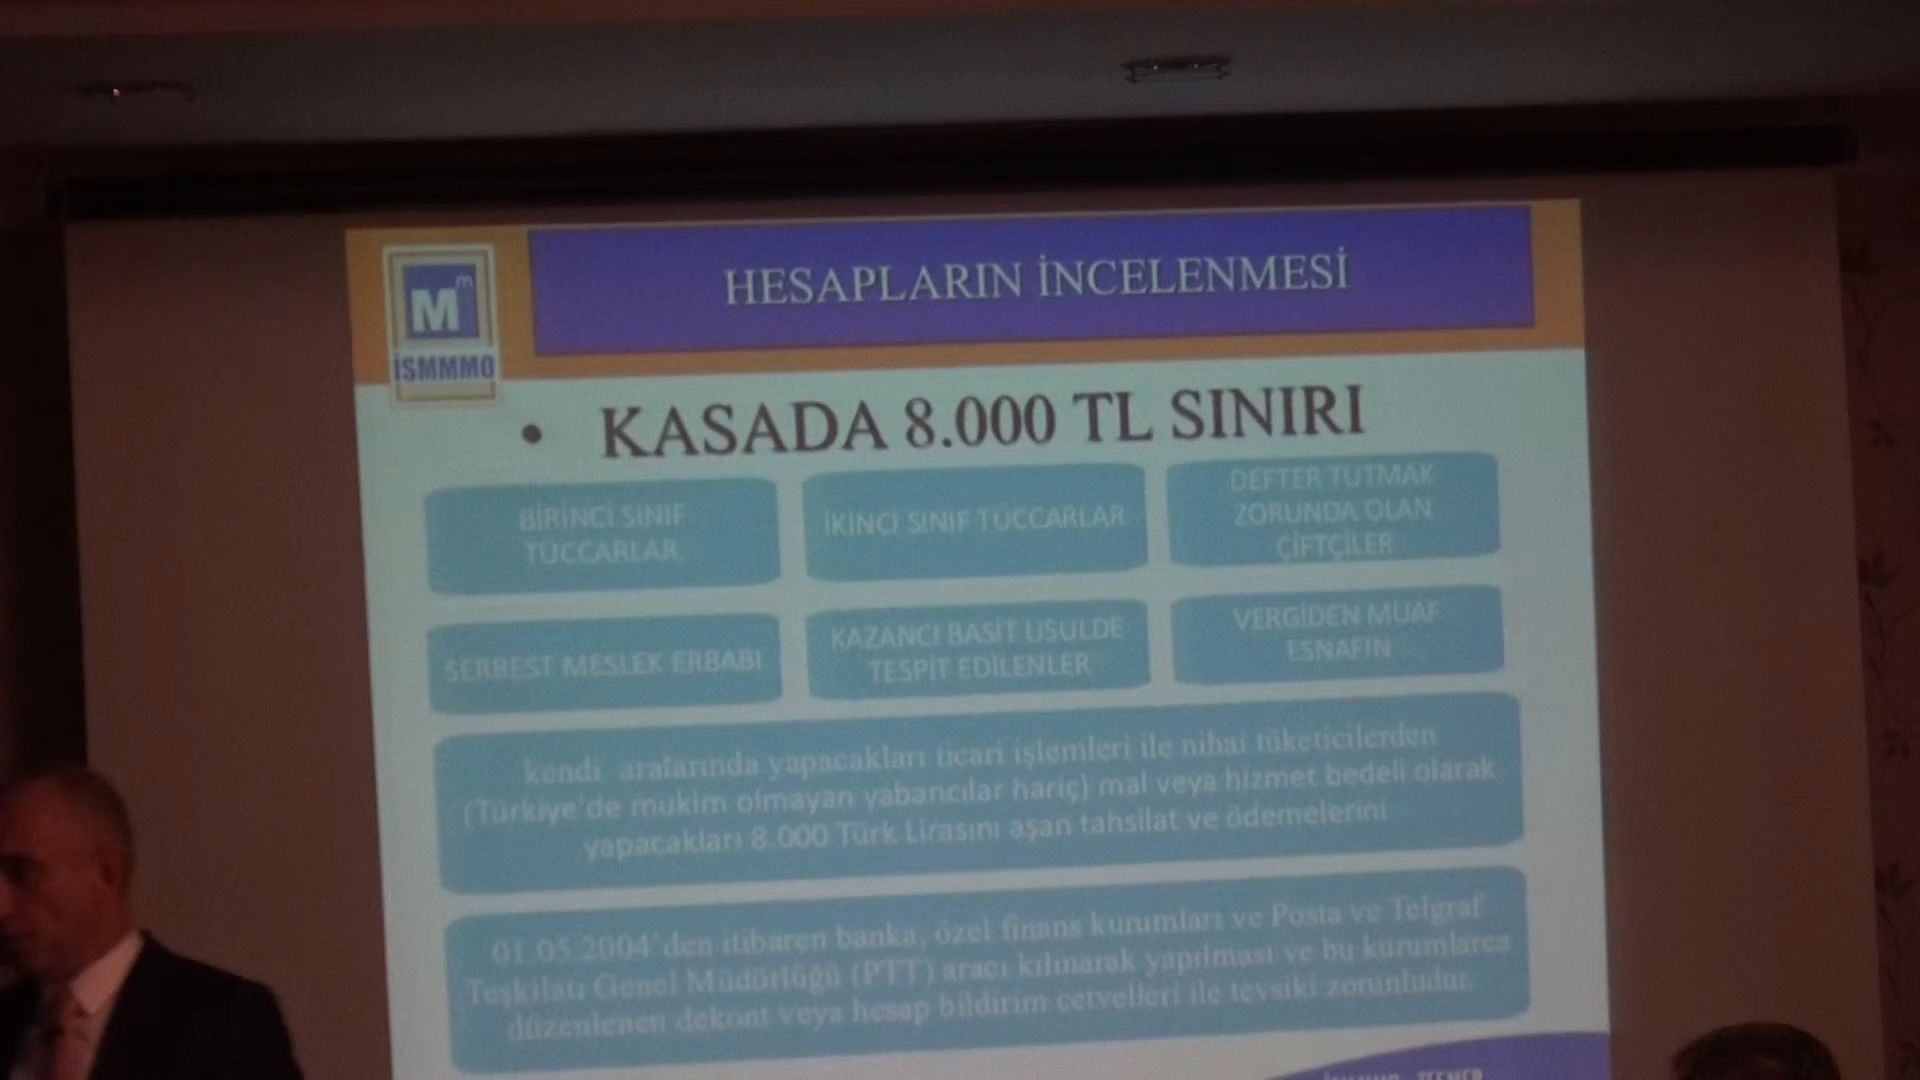 HESAPLARIN İNCELENMESİ
Mm
İSMMMO
• KASADA 8.000 TL SINIRI
BİRİNCİ SINIF
TÜCCARLAR
İKİNCİ SINIF TÜCCARLAR
DEFTER TUTMAK
ZORUNDA OLAN
ÇİFTÇİLER
SERBEST MESLEK ERBABI
KAZANCI BASİT USULDE
TESPİT EDİLENLER
VERGİDEN MUAF
ESNAFIN
kendi aralarında yapacakları ticari işlemleri ile nihai tüketicilerden
(Türkiye'de mukim olmayan yabancılar hariç) mal veya hizmet bedeli olarak
yapacakları 8.000 Türk Lirasını aşan tahsilat ve ödemelerini
01.05.2004'den itibaren banka, özel finans kurumları ve Posta ve Telgraf
Teşkilatı Genel Müdürlüğü (PTT) aracı kılınarak yapılması ve bu kurumlarca
düzenlenen dekont veya hesap bildirim cetvelleri ile tevsiki zorunludur.